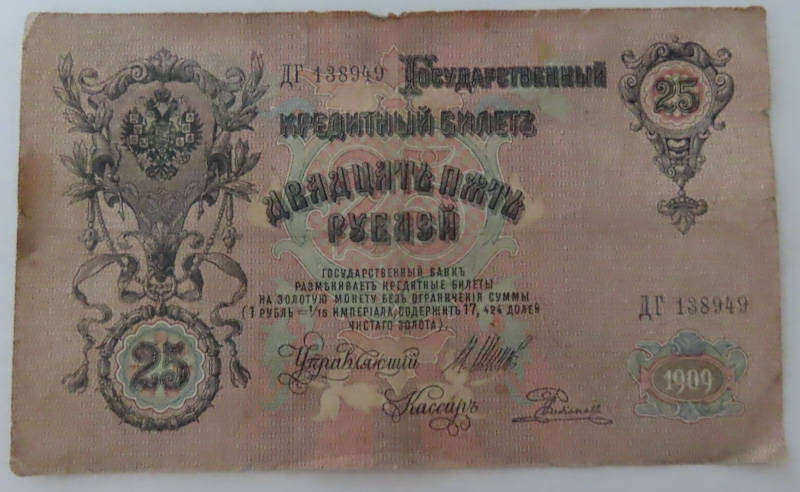 ДГ 138949 ГОСУДАРСТВЕННЫЙ
КРЕДИТНЫЙ БИЛЕТЪ
25
ДВАДЦАТЬ ПЯТЬ
РУБЛЕЙ
ГОСУДАРСТВЕННЫЙ БАНКЪ
РАЗМѢНИВАЕТЪ КРЕДИТНЫЕ БИЛЕТЫ
НА ЗОЛОТУЮ МОНЕТУ БЕЗЪ ОГРАНИЧЕНІЯ СУММЫ
(1 РУБЛЬ = 1/15 ИМПЕРІАЛА, СОДЕРЖИТЪ 17,424 ДОЛЕЙ
ЧИСТАГО ЗОЛОТА).
ДГ 138949
25
25
Управляющій
1909
Кассиръ